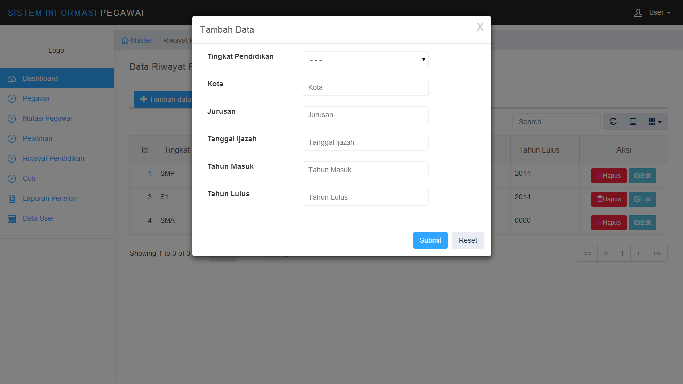 SISTEM INFORMASI PEGAWAI
User
Tambah Data
X
Logo
Master
Riwayat
Tingkat Pendidikan
- - -
Data Riwayat
Dashboard
Kota
Kota
Pegawai
+ Tambah data
Jurusan
Jurusan
Mutasi Pegawai
Search
Pelatihan
Tanggal Ijazah
Tanggal Ijazah
Id
Tingkat
Tahun Lulus
Aksi
Riwayat Pendidikan
Tahun Masuk
Tahun Masuk
1
SMP
2011
Hapus
Edit
Cuti
Tahun Lulus
Tahun Lulus
3
S1
2014
Hapus
Edit
Laporan Pensiun
Data User
4
SMA
0000
Hapus
Edit
Submit
Reset
Showing 1 to 3 of 3
<<
<
1
>
>>